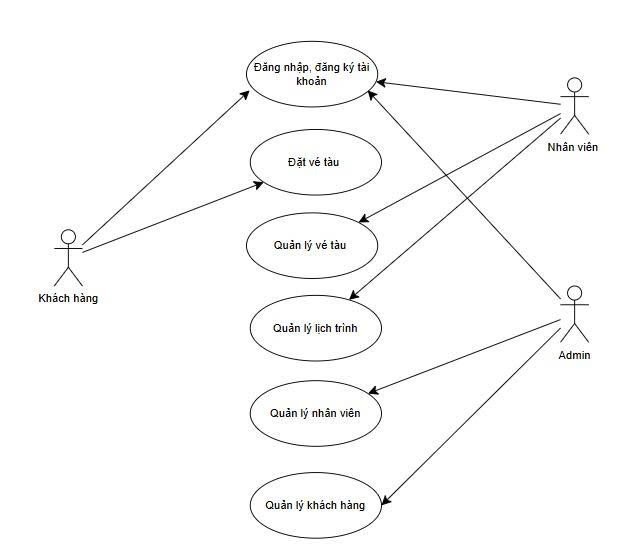 Đăng nhập, đăng ký tài
khoản
Nhân viên
Đặt vé tàu
Quản lý vé tàu
Khách hàng
Quản lý lịch trình
Admin
Quản lý nhân viên
Quản lý khách hàng